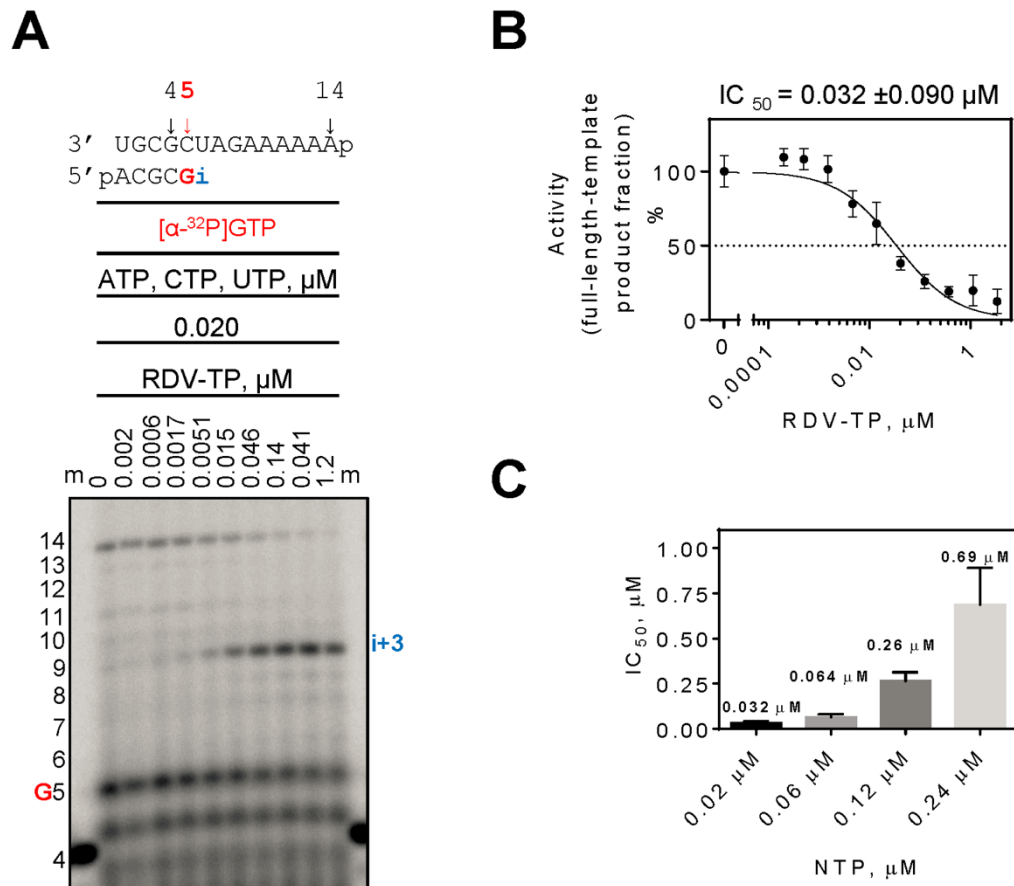 A
4 5 14
3' UGCGCUAGAAAAAAp
5'pACGCGi
[α-³²P]GTP
ATP, CTP, UTP, µM
0.020
RDV-TP, µM
m 0 0.002 0.0006 0.0017 0.0051 0.015 0.046 0.14 0.041 1.2 m
14
13
12
11
10
i+3
9
8
7
6
G5
4
B
IC 50 = 0.032 ±0.090 µM
Activity
(full-length-template
product fraction)
%
100
50
0
0 0.0001 0.01 1
RDV-TP, µM
C
IC50, µM
1.00
0.75
0.50
0.25
0.00
0.032 µM
0.064 µM
0.26 µM
0.69 µM
0.02 µM 0.06 µM 0.12 µM 0.24 µM
NTP, µM